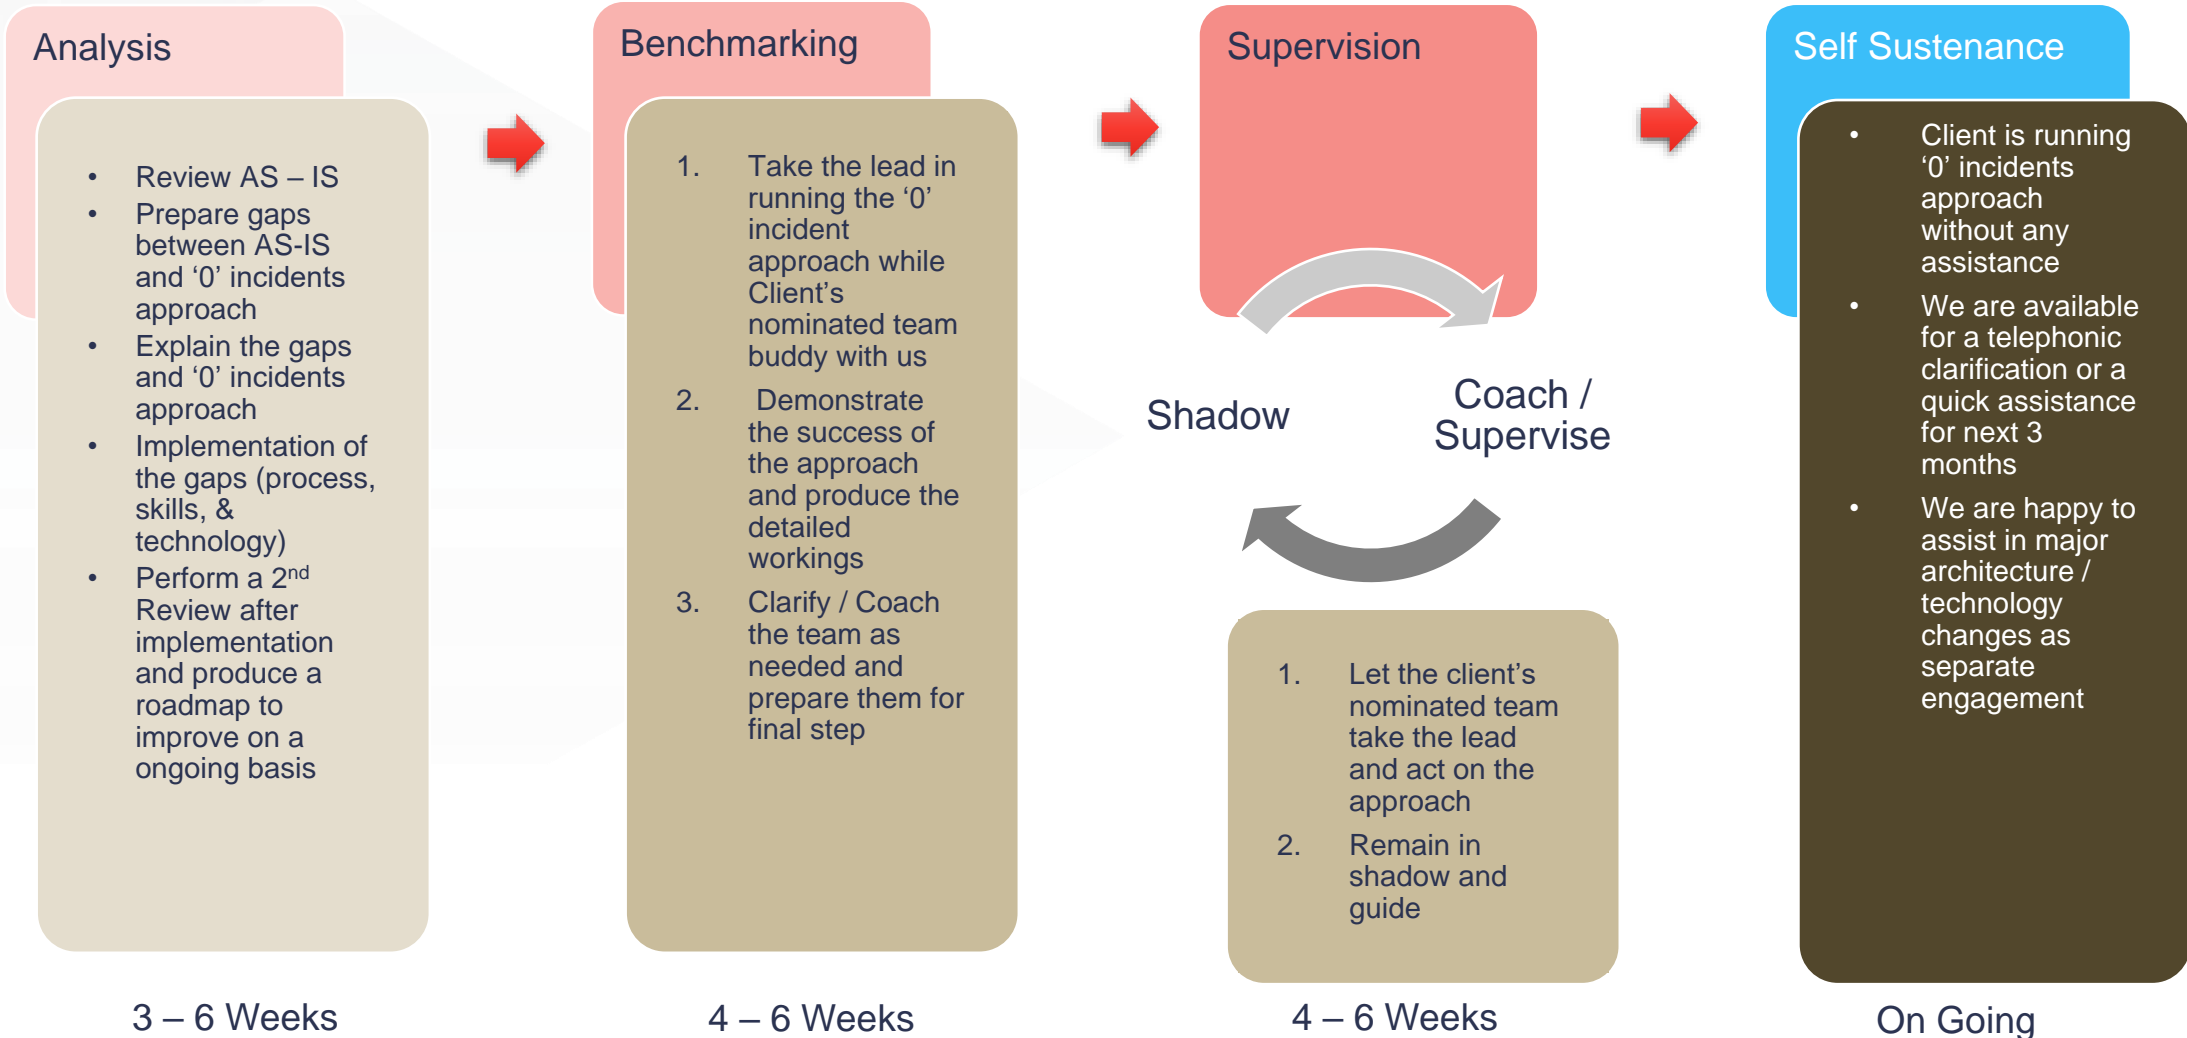 Analysis
• Review AS – IS
• Prepare gaps
between AS-IS
and ‘0’ incidents
approach
• Explain the gaps
and ‘0’ incidents
approach
• Implementation of
the gaps (process,
skills, &
technology)
• Perform a 2nd
Review after
implementation
and produce a
roadmap to
improve on a
ongoing basis
3 – 6 Weeks
Benchmarking
1. Take the lead in
running the ‘0’
incident
approach while
Client’s
nominated team
buddy with us
2. Demonstrate
the success of
the approach
and produce the
detailed
workings
3. Clarify / Coach
the team as
needed and
prepare them for
final step
4 – 6 Weeks
Supervision
Shadow
Coach /
Supervise
1. Let the client’s
nominated team
take the lead
and act on the
approach
2. Remain in
shadow and
guide
4 – 6 Weeks
Self Sustenance
• Client is running
‘0’ incidents
approach
without any
assistance
• We are available
for a telephonic
clarification or a
quick assistance
for next 3
months
• We are happy to
assist in major
architecture /
technology
changes as
separate
engagement
On Going